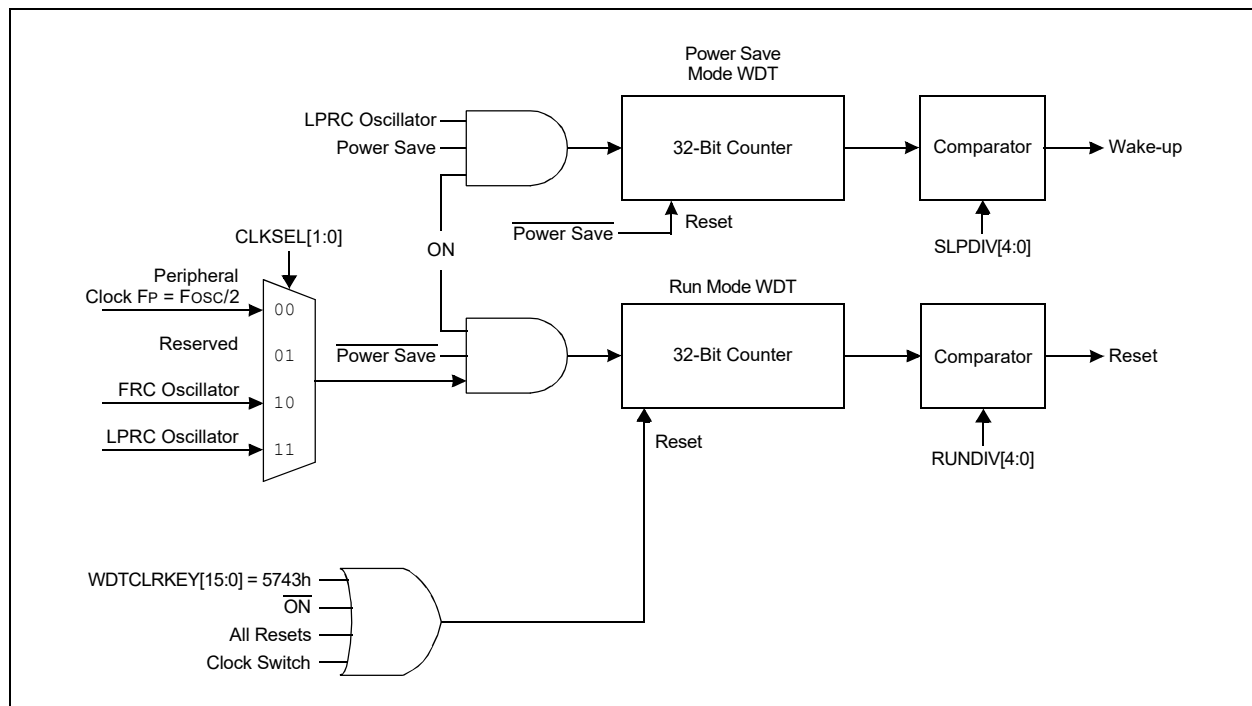 Power Save
Mode WDT
LPRC Oscillator
Power Save
32-Bit Counter
Comparator
Wake-up
Reset
Power Save
SLPDIV[4:0]
ON
CLKSEL[1:0]
Peripheral
Clock FP = FOSC/2
00
Reserved
01
FRC Oscillator
10
LPRC Oscillator
11
Run Mode WDT
Power Save
32-Bit Counter
Comparator
Reset
Reset
RUNDIV[4:0]
WDTCLRKEY[15:0] = 5743h
ON
All Resets
Clock Switch